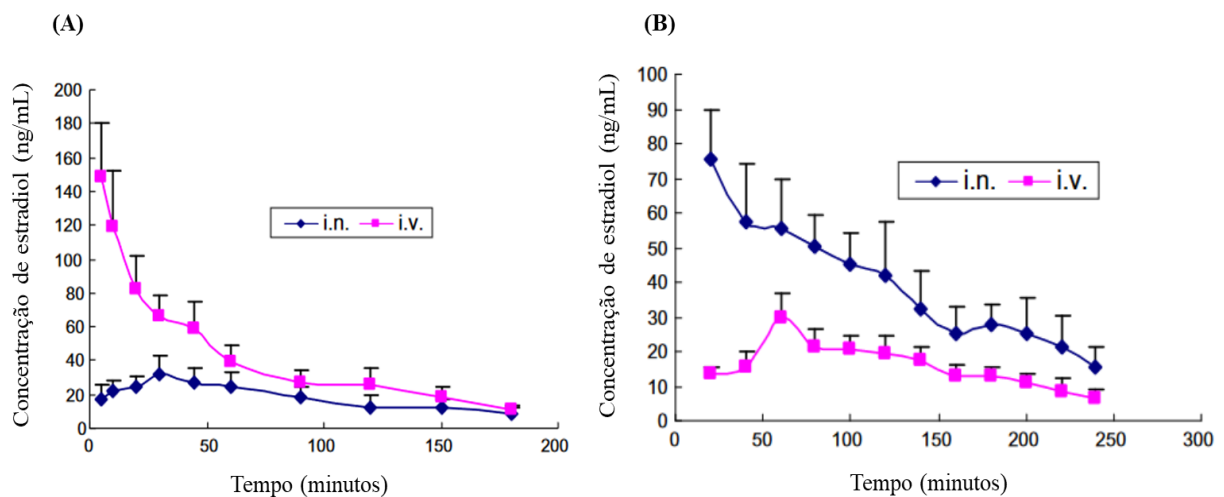 (A)
Concentração de estradiol (ng/mL)
200
180
160
140
120
100
80
60
40
20
0
i.n. i.v.
0 50 100 150 200
Tempo (minutos)
(B)
Concentração de estradiol (ng/mL)
100
90
80
70
60
50
40
30
20
10
0
i.n. i.v.
0 50 100 150 200 250 300
Tempo (minutos)